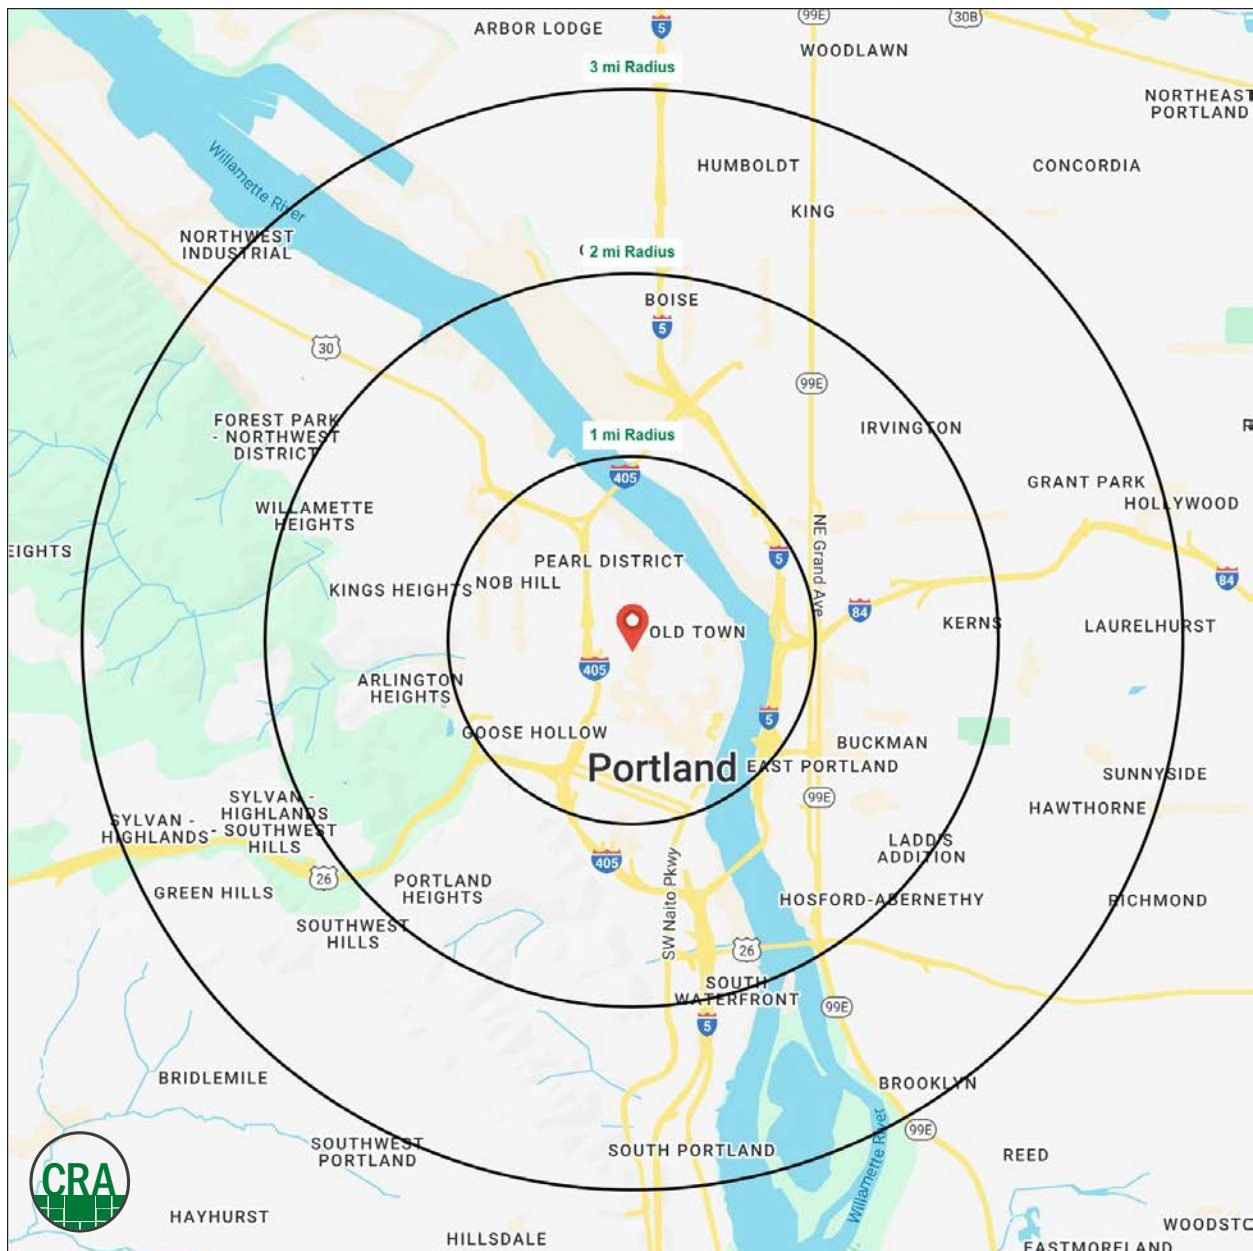 ARBOR LODGE
5
99E
30B
WOODLAWN
3 mi Radius
NORTHEAST
PORTLAND
Willamette River
HUMBOLDT
CONCORDIA
KING
NORTHWEST
INDUSTRIAL
2 mi Radius
BOISE
5
30
99E
FOREST PARK
- NORTHWEST
DISTRICT
IRVINGTON
1 mi Radius
405
GRANT PARK
HOLLYWOOD
WILLAMETTE
HEIGHTS
EIGHTS
NE Grand Ave
PEARL DISTRICT
5
KINGS HEIGHTS
NOB HILL
84
84
OLD TOWN
KERNS
LAURELHURST
405
ARLINGTON
HEIGHTS
5
GOOSE HOLLOW
BUCKMAN
Portland
EAST PORTLAND
SUNNYSIDE
99E
HAWTHORNE
SYLVAN -
HIGHLANDS
SYLVAN -
HIGHLANDS
- SOUTHWEST
HILLS
LADD'S
ADDITION
405
26
SW Naito Pkwy
GREEN HILLS
PORTLAND
HEIGHTS
HOSFORD-ABERNETHY
RICHMOND
SOUTHWEST
HILLS
26
SOUTH
WATERFRONT
99E
5
BRIDLEMILE
BROOKLYN
99E
SOUTHWEST
PORTLAND
SOUTH PORTLAND
Willamette River
REED
CRA
HAYHURST
HILLSDALE
WOODSTO
EASTMORELAND